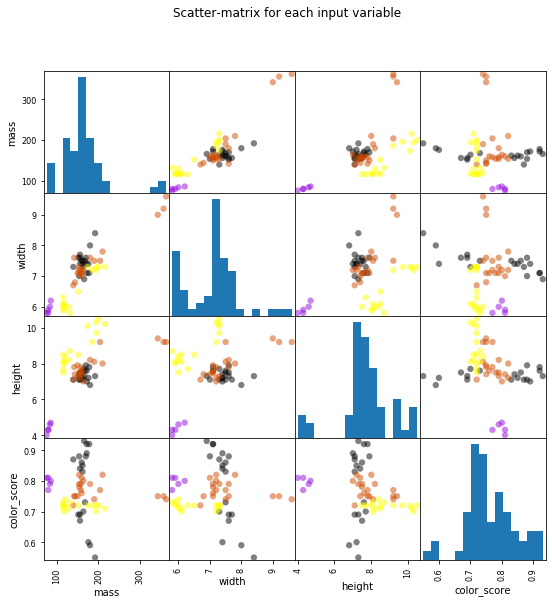 Scatter-matrix for each input variable
300
200
100
mass
9
8
7
6
width
10
8
6
4
height
0.9
0.8
0.7
0.6
color_score
100 200 300
mass
6 7 8 9
width
4 6 8 10
height
0.5 0.6 0.7 0.8 0.9
color_score